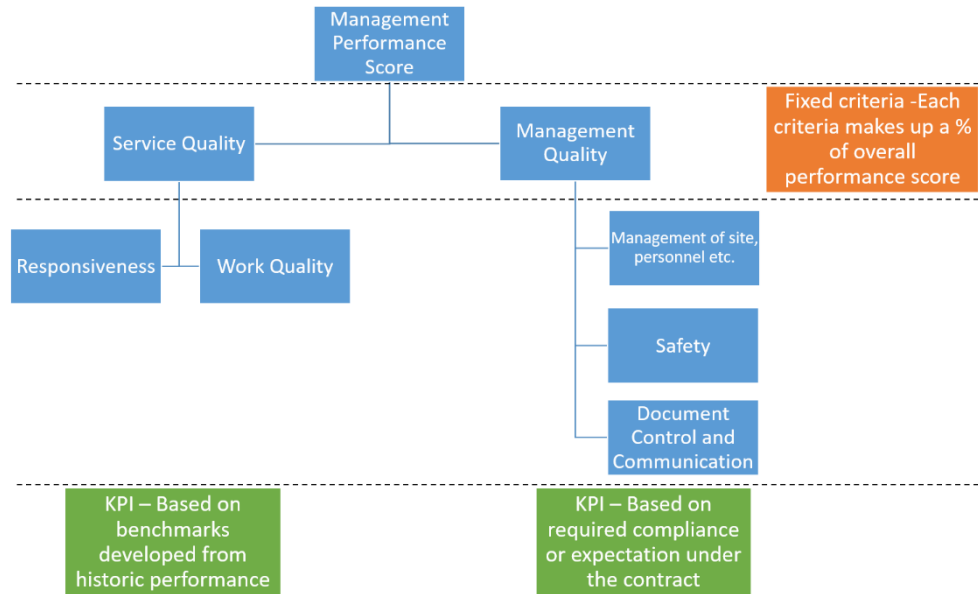 Management
Performance
Score
Fixed criteria -Each
criteria makes up a %
of overall
performance score
Service Quality
Management
Quality
Responsiveness
Work Quality
Management of site,
personnel etc.
Safety
Document
Control and
Communication
KPI – Based on
benchmarks
developed from
historic performance
KPI – Based on
required compliance
or expectation under
the contract